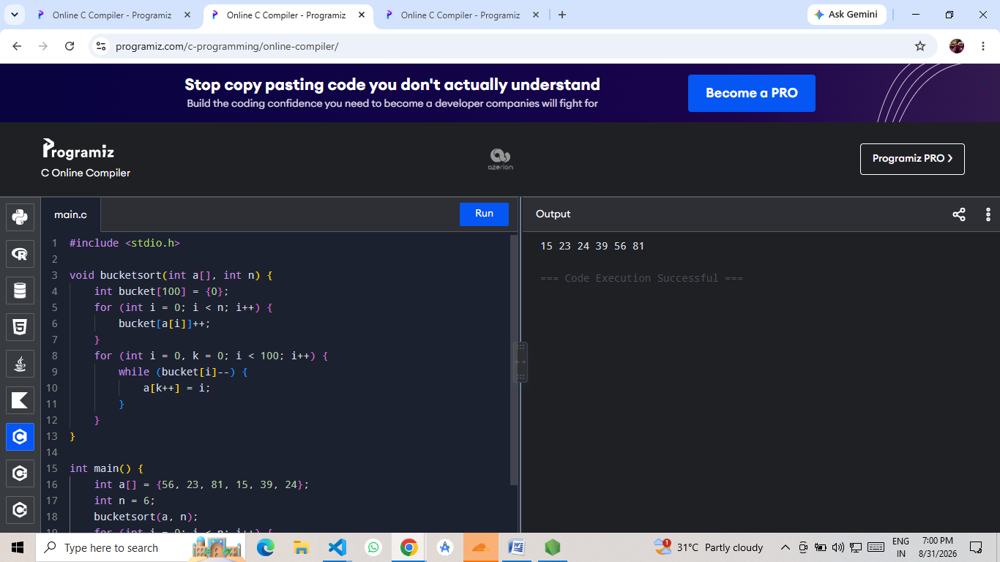 Online C Compiler - Programiz
Online C Compiler - Programiz
Online C Compiler - Programiz
Ask Gemini
programiz.com/c-programming/online-compiler/
Stop copy pasting code you don't actually understand
Build the coding confidence you need to become a developer companies will fight for
Become a PRO
Programiz
C Online Compiler
azerion
Programiz PRO
main.c
Run
Output
1 #include <stdio.h>
2
3 void bucketsort(int a[], int n) {
4     int bucket[100] = {0};
5     for (int i = 0; i < n; i++) {
6         bucket[a[i]]++;
7     }
8     for (int i = 0, k = 0; i < 100; i++) {
9         while (bucket[i]--) {
10             a[k++] = i;
11         }
12     }
13 }
14
15 int main() {
16     int a[] = {56, 23, 81, 15, 39, 24};
17     int n = 6;
18     bucketsort(a, n);
19     for (int i = 0; i < n; i++) {
15 23 24 39 56 81
=== Code Execution Successful ===
Type here to search
1
31°C Partly cloudy
ENG
IN
7:00 PM
8/31/2026